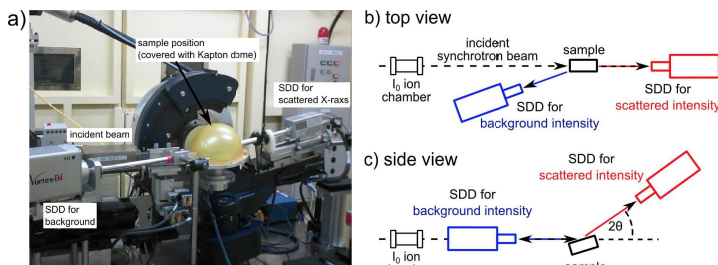 a)
sample position
(covered with Kapton dome)
SDD for
scattered X-raxs
incident beam
Vortex-EM
SDD for
background
b) top view
incident
synchrotron beam
sample
I₀ ion
chamber
SDD for
background intensity
SDD for
scattered intensity
c) side view
SDD for
scattered intensity
SDD for
background intensity
2θ
I₀ ion
sample